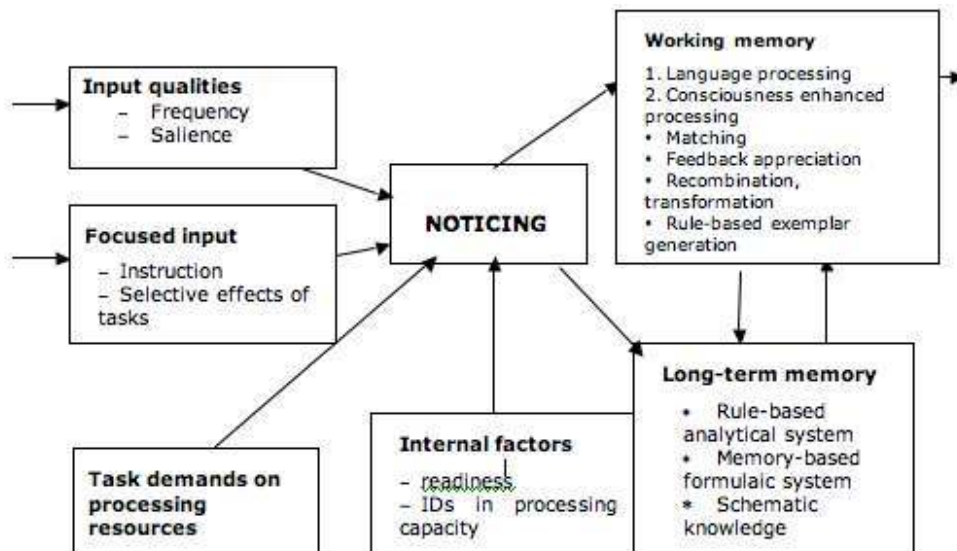 Input qualities
– Frequency
– Salience
Focused input
– Instruction
– Selective effects of
tasks
Task demands on
processing
resources
NOTICING
Internal factors
– readiness
– IDs in processing
capacity
Working memory
1. Language processing
2. Consciousness enhanced
processing
• Matching
• Feedback appreciation
• Recombination,
transformation
• Rule-based exemplar
generation
Long-term memory
• Rule-based
analytical system
• Memory-based
formulaic system
* Schematic
knowledge